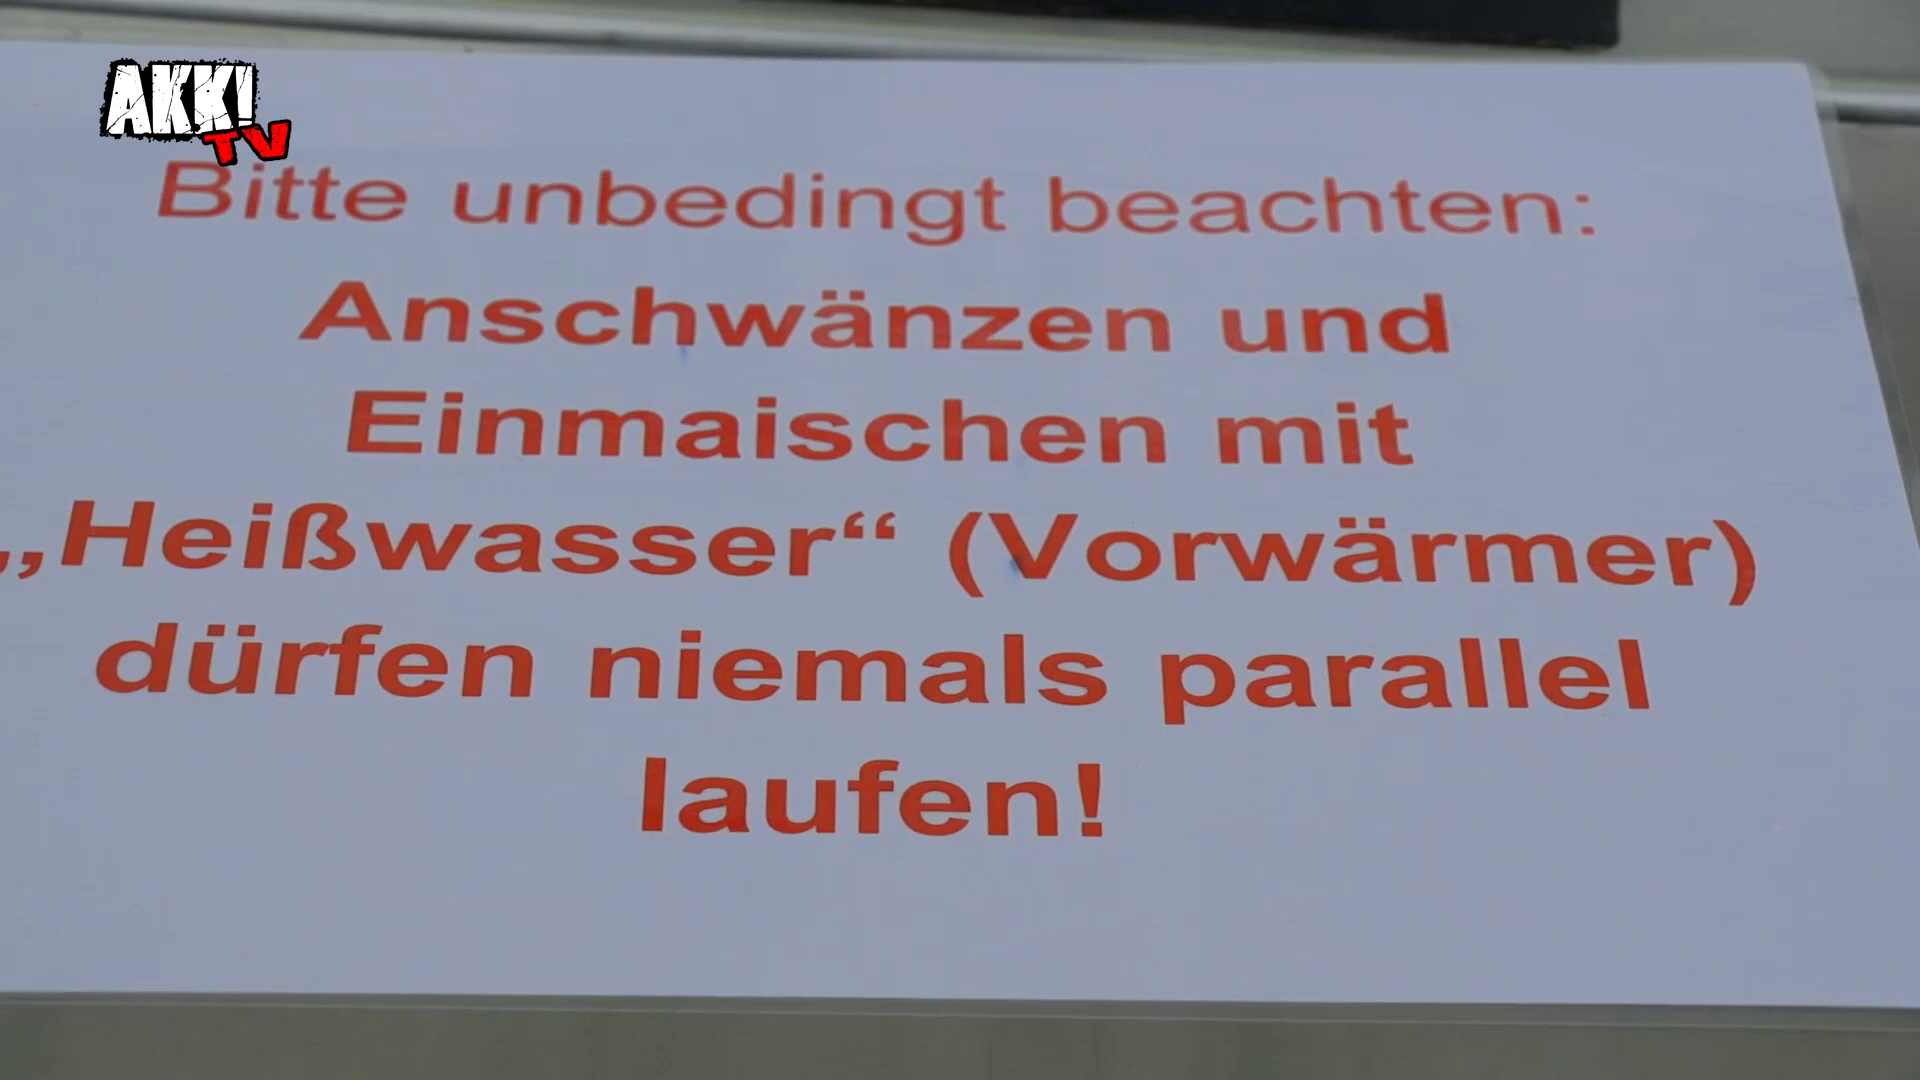 AKK!
TV
Bitte unbedingt beachten:
Anschwänzen und
Einmaischen mit
„Heißwasser“ (Vorwärmer)
dürfen niemals parallel
laufen!